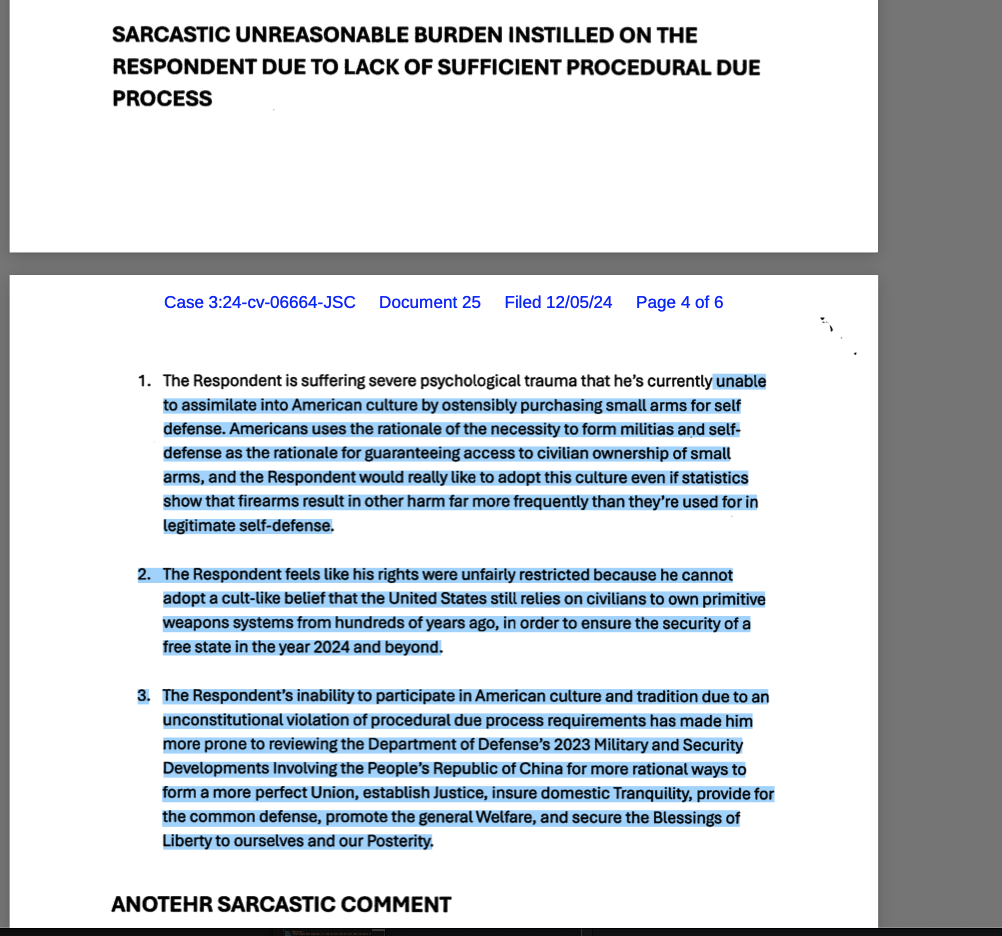 SARCASTIC UNREASONABLE BURDEN INSTILLED ON THE
RESPONDENT DUE TO LACK OF SUFFICIENT PROCEDURAL DUE
PROCESS
Case 3:24-cv-06664-JSC Document 25 Filed 12/05/24 Page 4 of 6
1. The Respondent is suffering severe psychological trauma that he's currently unable
to assimilate into American culture by ostensibly purchasing small arms for self
defense. Americans uses the rationale of the necessity to form militias and self-
defense as the rationale for guaranteeing access to civilian ownership of small
arms, and the Respondent would really like to adopt this culture even if statistics
show that firearms result in other harm far more frequently than they're used for in
legitimate self-defense.
2. The Respondent feels like his rights were unfairly restricted because he cannot
adopt a cult-like belief that the United States still relies on civilians to own primitive
weapons systems from hundreds of years ago, in order to ensure the security of a
free state in the year 2024 and beyond.
3. The Respondent's inability to participate in American culture and tradition due to an
unconstitutional violation of procedural due process requirements has made him
more prone to reviewing the Department of Defense's 2023 Military and Security
Developments Involving the People's Republic of China for more rational ways to
form a more perfect Union, establish Justice, insure domestic Tranquility, provide for
the common defense, promote the general Welfare, and secure the Blessings of
Liberty to ourselves and our Posterity.
ANOTEHR SARCASTIC COMMENT